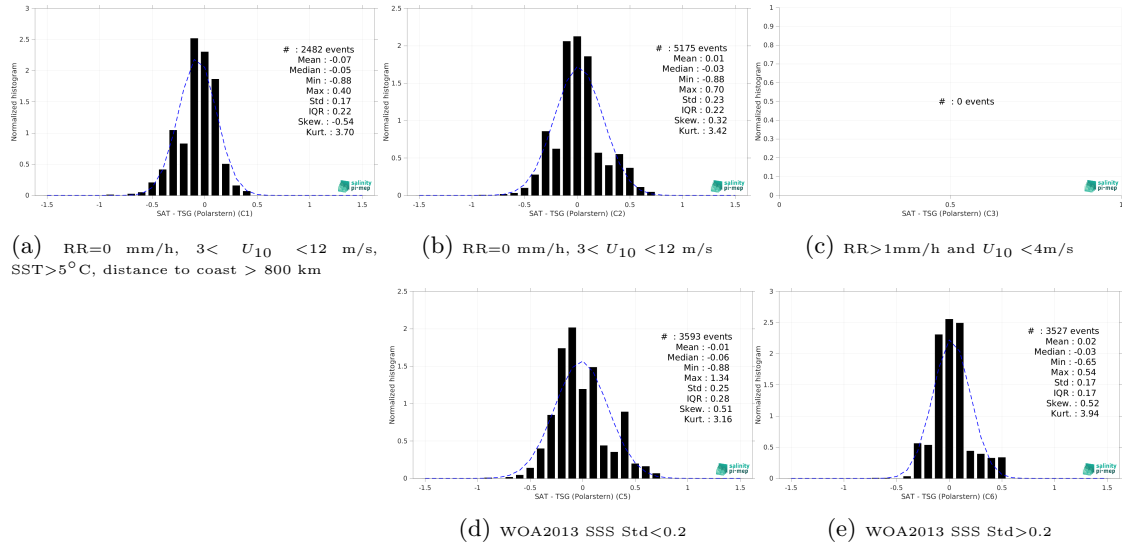 3
2.5
2
1.5
1
0.5
0
Normalized histogram
# : 2482 events
Mean : -0.07
Median : -0.05
Min : -0.88
Max : 0.40
Std : 0.17
IQR : 0.22
Skew. : -0.54
Kurt. : 3.70
salinity
pi-mep
-1.5 -1 -0.5 0 0.5 1 1.5
SAT - TSG (Polarstern) (C1)
(a) RR=0 mm/h, 3< U10 <12 m/s,
SST>5°C, distance to coast > 800 km
2.5
2
1.5
1
0.5
0
Normalized histogram
# : 5175 events
Mean : 0.01
Median : -0.03
Min : -0.88
Max : 0.70
Std : 0.23
IQR : 0.22
Skew. : 0.32
Kurt. : 3.42
salinity
pi-mep
-1.5 -1 -0.5 0 0.5 1 1.5
SAT - TSG (Polarstern) (C2)
(b) RR=0 mm/h, 3< U10 <12 m/s
1
0.9
0.8
0.7
0.6
0.5
0.4
0.3
0.2
0.1
0
Normalized histogram
# : 0 events
salinity
pi-mep
0 0.5 1
SAT - TSG (Polarstern) (C3)
(c) RR>1mm/h and U10 <4m/s
2.5
2
1.5
1
0.5
0
Normalized histogram
# : 3593 events
Mean : -0.01
Median : -0.06
Min : -0.88
Max : 1.34
Std : 0.25
IQR : 0.28
Skew. : 0.51
Kurt. : 3.16
salinity
pi-mep
-1.5 -1 -0.5 0 0.5 1 1.5
SAT - TSG (Polarstern) (C5)
(d) WOA2013 SSS Std<0.2
3
2.5
2
1.5
1
0.5
0
Normalized histogram
# : 3527 events
Mean : 0.02
Median : -0.03
Min : -0.65
Max : 0.54
Std : 0.17
IQR : 0.17
Skew. : 0.52
Kurt. : 3.94
salinity
pi-mep
-1.5 -1 -0.5 0 0.5 1 1.5
SAT - TSG (Polarstern) (C6)
(e) WOA2013 SSS Std>0.2